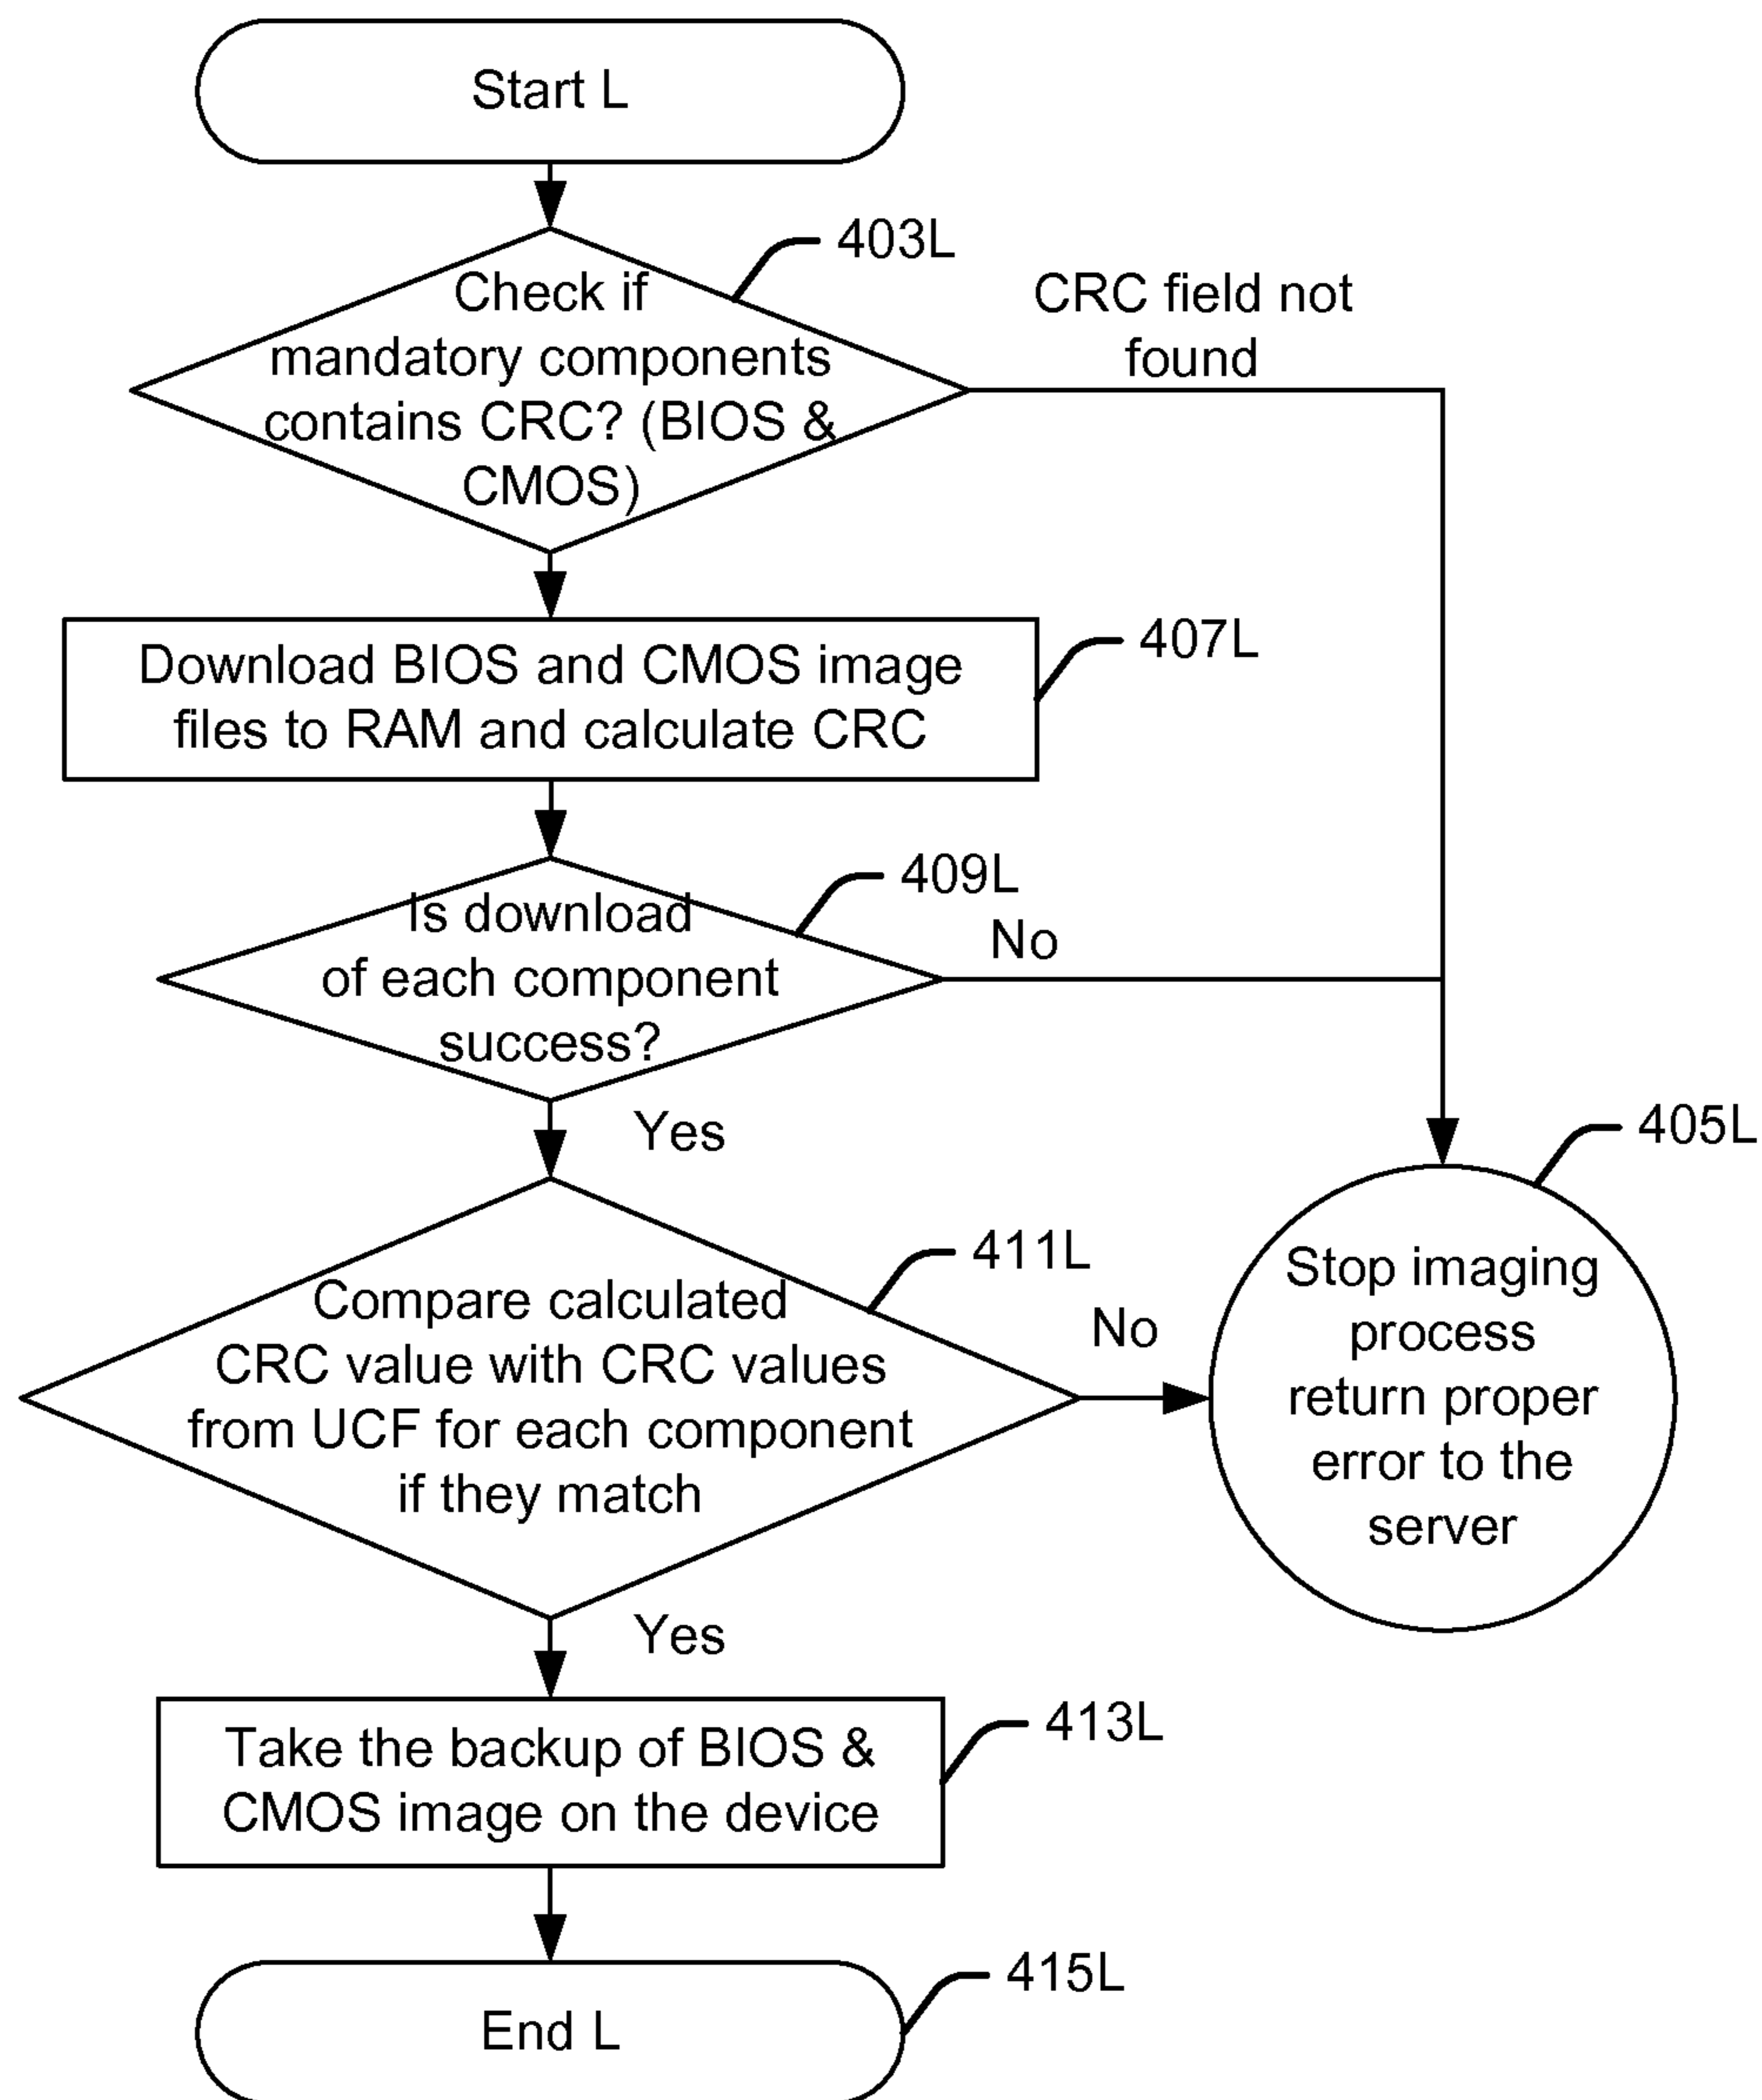 Start L
403L
Check if
mandatory components
contains CRC? (BIOS &
CMOS)
CRC field not
found
407L
Download BIOS and CMOS image
files to RAM and calculate CRC
409L
Is download
of each component
success?
No
Yes
405L
411L
Compare calculated
CRC value with CRC values
from UCF for each component
if they match
No
Stop imaging
process
return proper
error to the
server
Yes
413L
Take the backup of BIOS &
CMOS image on the device
415L
End L